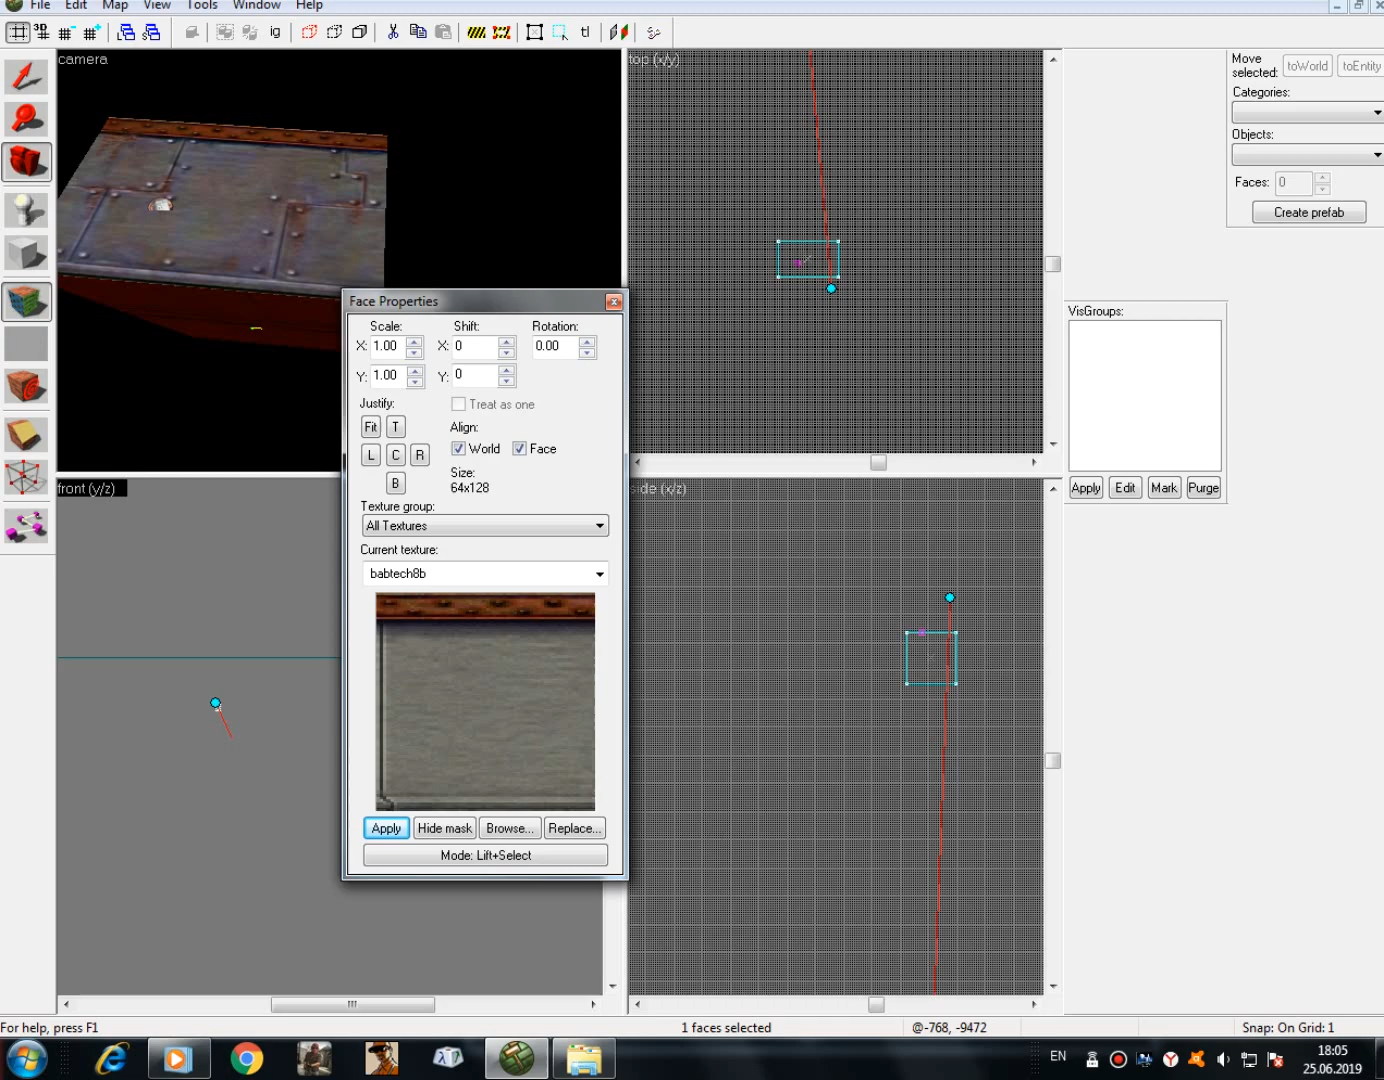 File Edit Map View Tools Window Help
3D ig tl
camera
top (x/y)
Move selected: toWorld toEntity
Categories:
Objects:
Faces: 0
Create prefab
VisGroups:
Apply Edit Mark Purge
Face Properties
Scale: Shift: Rotation:
X: 1.00 X: 0 0.00
Y: 1.00 Y: 0
Justify: Treat as one
Fit T Align:
L C R World Face
B Size:
64x128
Texture group:
All Textures
Current texture:
babtech8b
Apply Hide mask Browse... Replace...
Mode: Lift+Select
front (y/z)
side (x/z)
For help, press F1 1 faces selected @-768, -9472 Snap: On Grid: 1
EN 18:05
25.06.2019